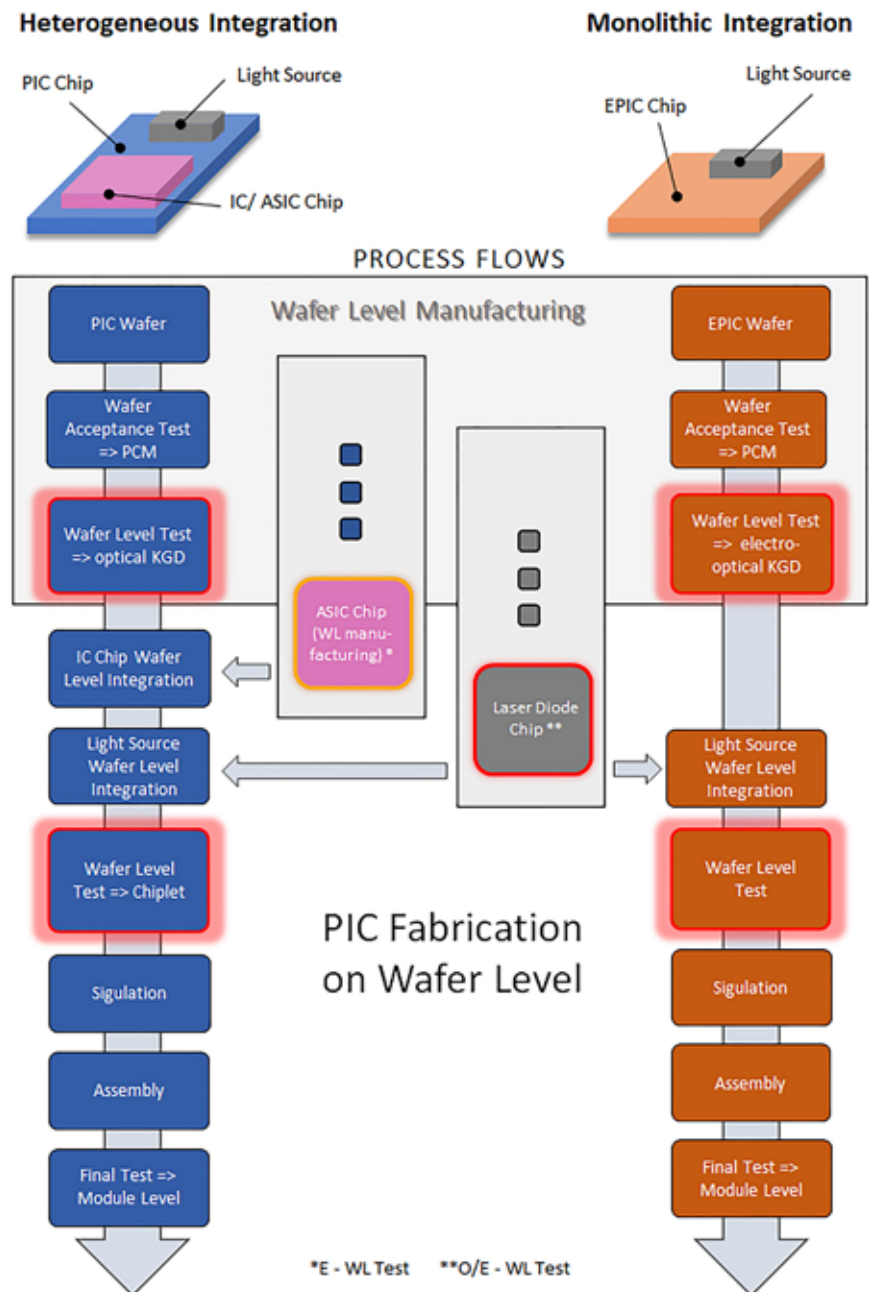 Heterogeneous Integration
Monolithic Integration
PIC Chip
Light Source
IC/ ASIC Chip
Light Source
EPIC Chip
PROCESS FLOWS
Wafer Level Manufacturing
PIC Wafer
Wafer
Acceptance Test
=> PCM
Wafer Level Test
=> optical KGD
IC Chip Wafer
Level Integration
Light Source
Wafer Level
Integration
Wafer Level
Test => Chiplet
Sigulation
Assembly
Final Test =>
Module Level
ASIC Chip
(WL manu-
facturing) *
Laser Diode
Chip **
EPIC Wafer
Wafer
Acceptance Test
=> PCM
Wafer Level Test
=> electro-
optical KGD
Light Source
Wafer Level
Integration
Wafer Level
Test
Sigulation
Assembly
Final Test =>
Module Level
PIC Fabrication
on Wafer Level
*E - WL Test **O/E - WL Test